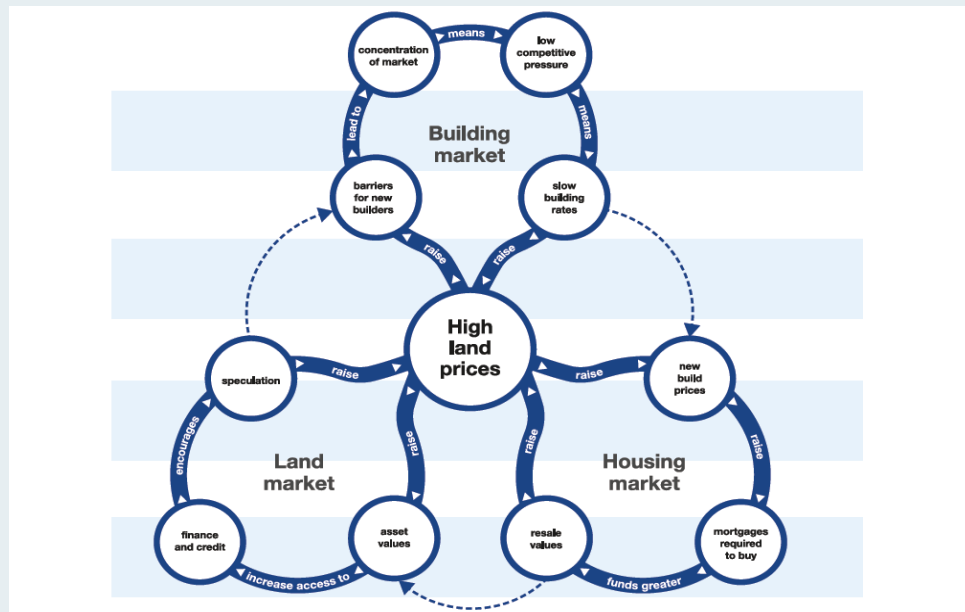 means
concentration
of market
low
competitive
pressure
lead to
means
Building
market
barriers
for new
builders
slow
building
rates
raise
raise
High
land
prices
speculation
raise
raise
new
build
prices
encourages
raise
raise
raise
Land
market
Housing
market
finance
and credit
asset
values
resale
values
mortgages
required
to buy
increase access to
funds greater